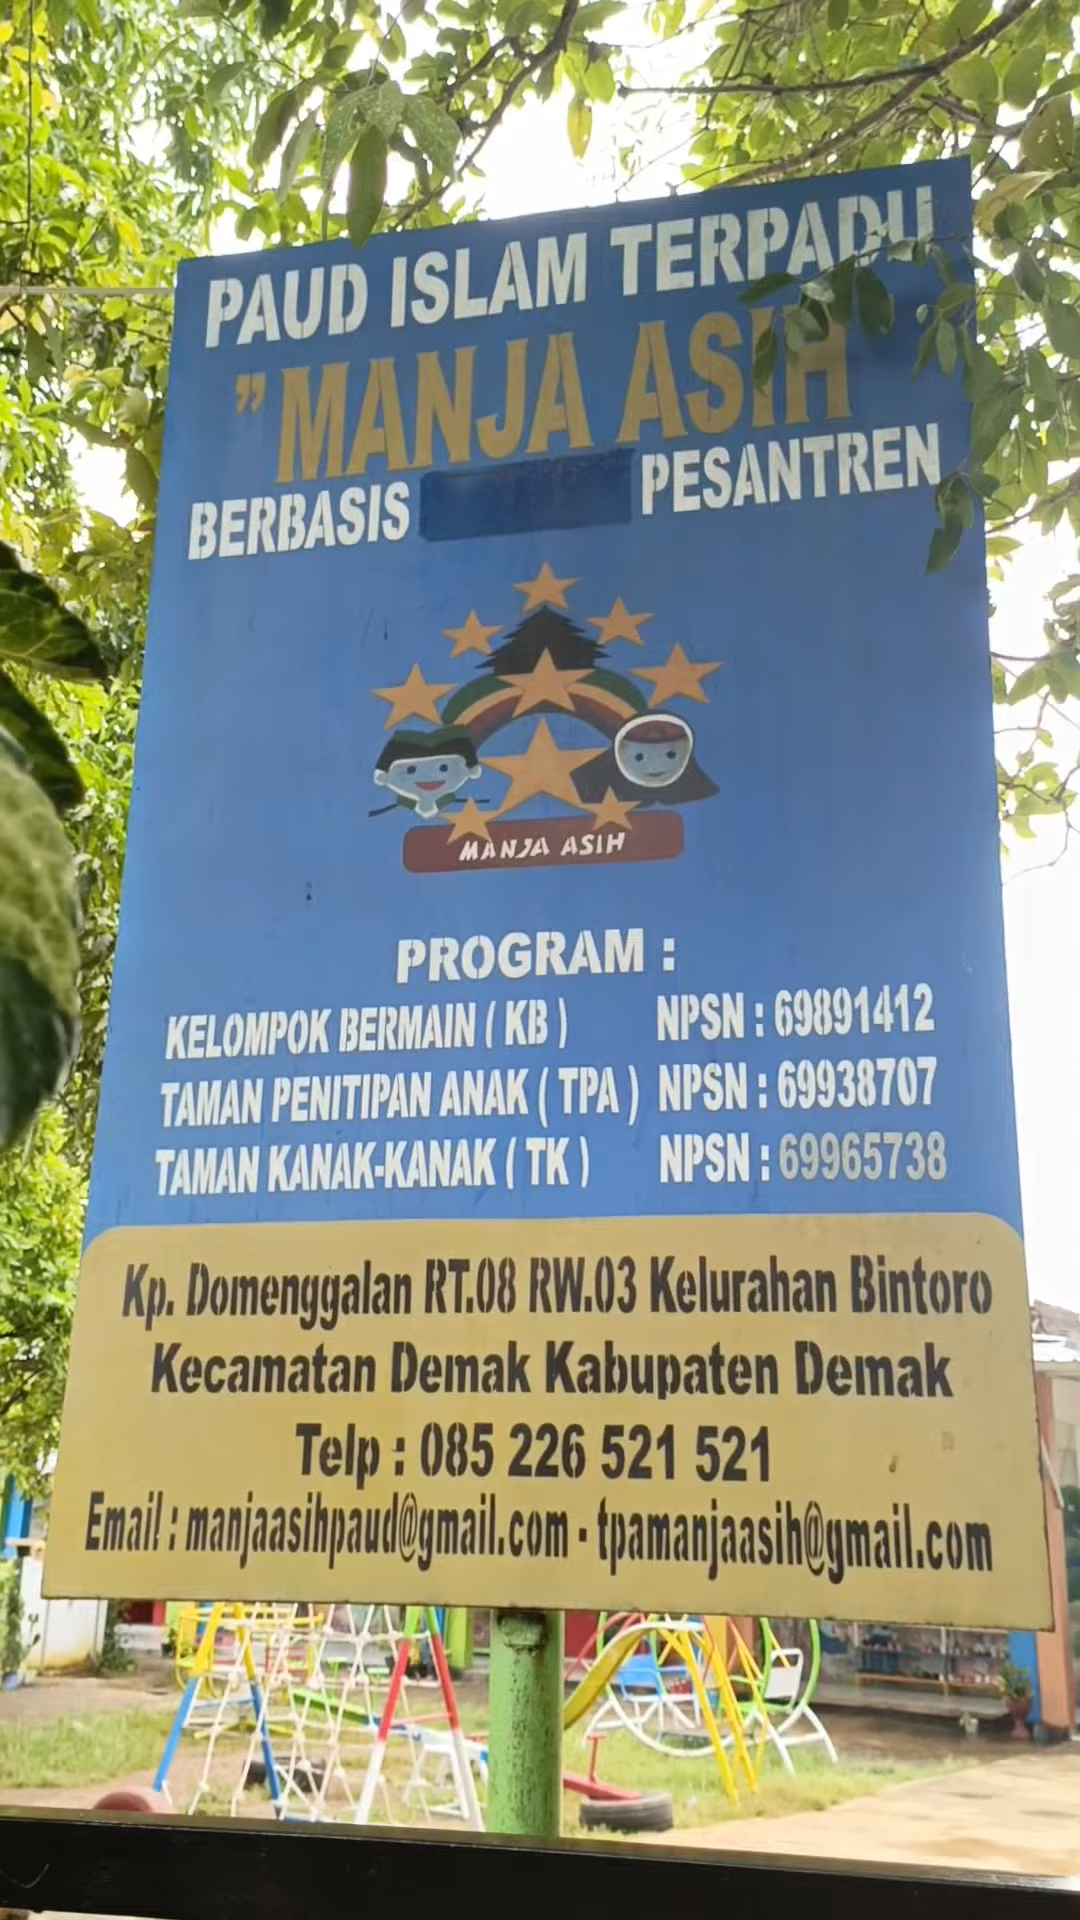 PAUD ISLAM TERPADU
"MANJA ASIH
BERBASIS PESANTREN
MANJA ASIH
PROGRAM :
KELOMPOK BERMAIN ( KB ) NPSN : 69891412
TAMAN PENITIPAN ANAK ( TPA ) NPSN : 69938707
TAMAN KANAK-KANAK ( TK ) NPSN : 69965738
Kp. Domenggalan RT.08 RW.03 Kelurahan Bintoro
Kecamatan Demak Kabupaten Demak
Telp : 085 226 521 521
Email : manjaasihpaud@gmail.com - tpamanjaasih@gmail.com